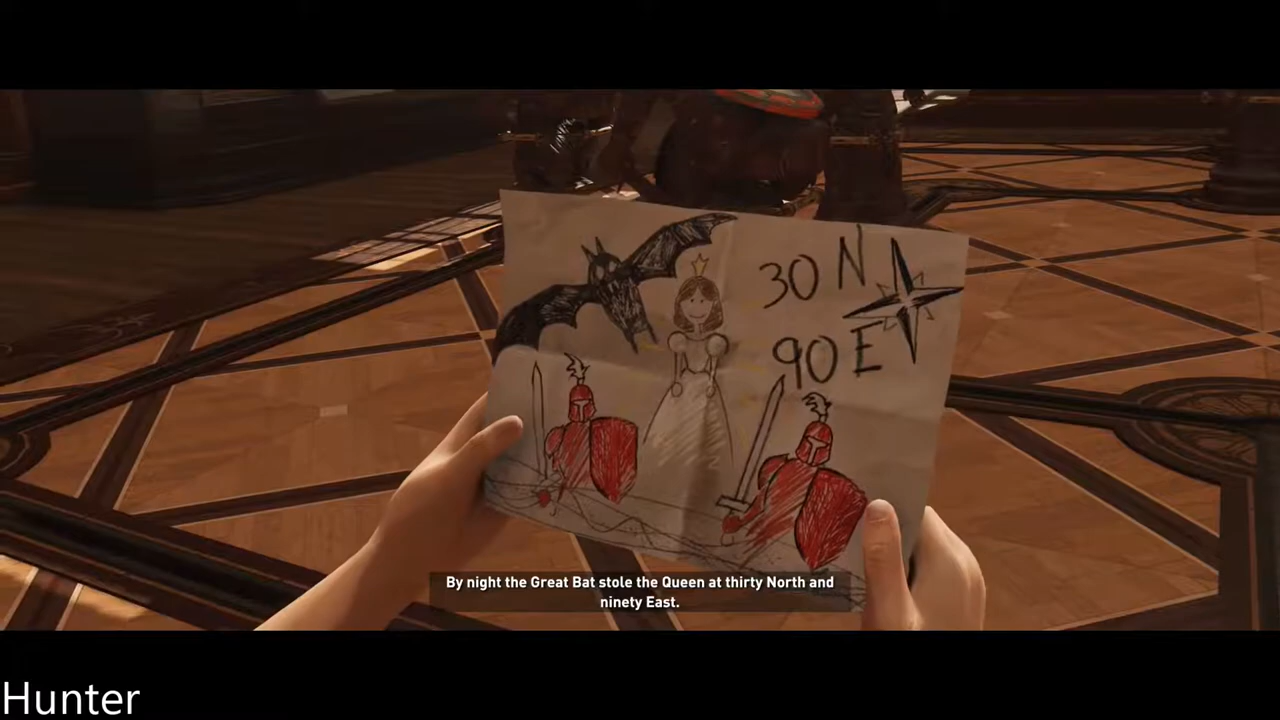 30 N
90 E
By night the Great Bat stole the Queen at thirty North and
ninety East.
Hunter